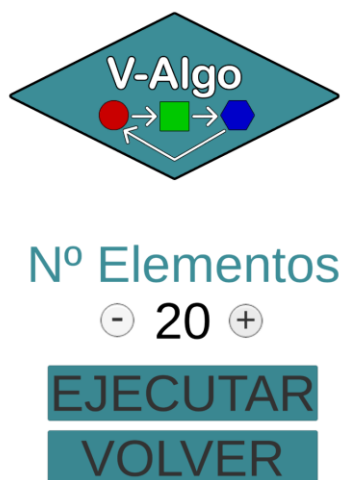 V-Algo
Nº Elementos
- 20 +
EJECUTAR
VOLVER